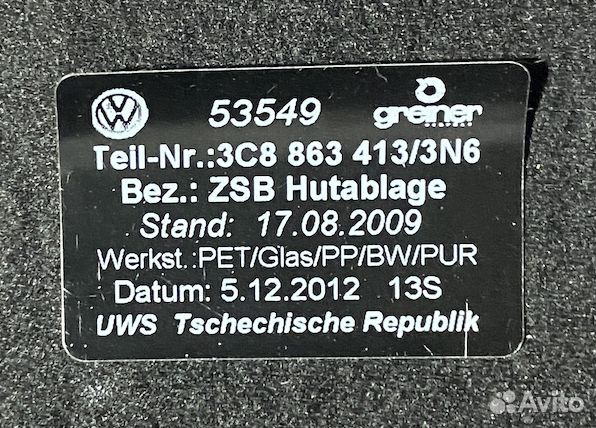 VW 53549 greiner
Teil-Nr.:3C8 863 413/3N6
Bez.: ZSB Hutablage
Stand: 17.08.2009
Werkst.:PET/Glas/PP/BW/PUR
Datum: 5.12.2012 13S
UWS Tschechische Republik
Avito